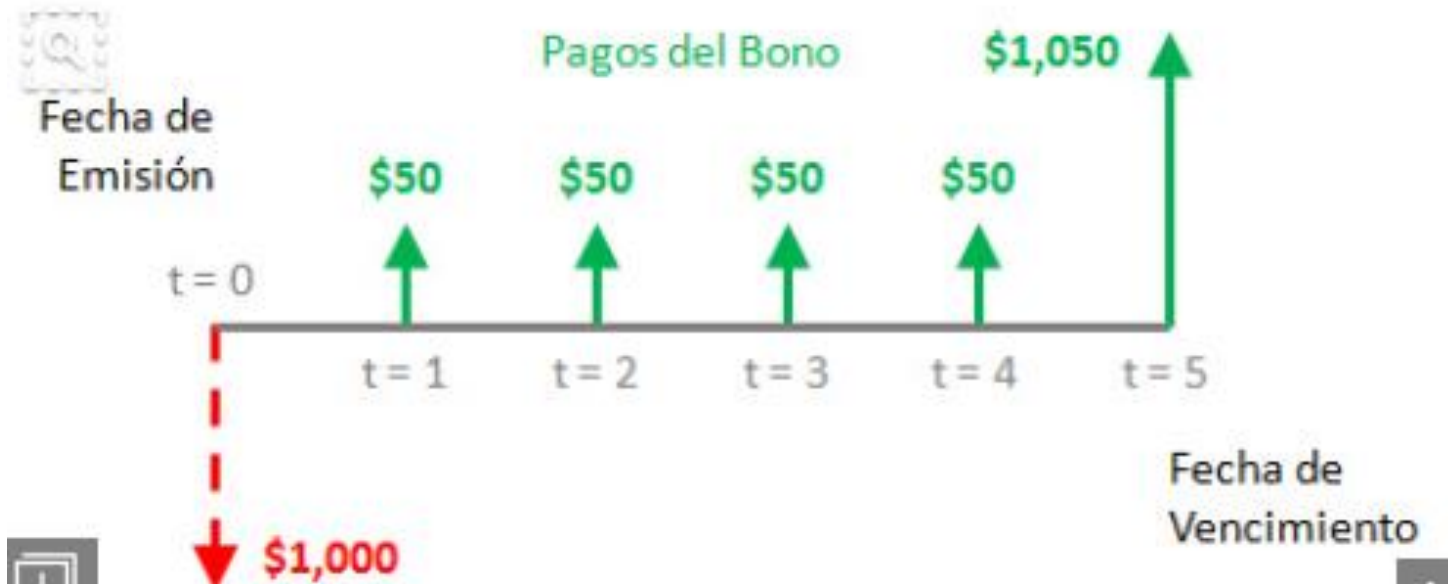 Pagos del Bono
$1,050
Fecha de
Emisión
$50 $50 $50 $50
t = 0
t = 1 t = 2 t = 3 t = 4 t = 5
Fecha de
Vencimiento
$1,000